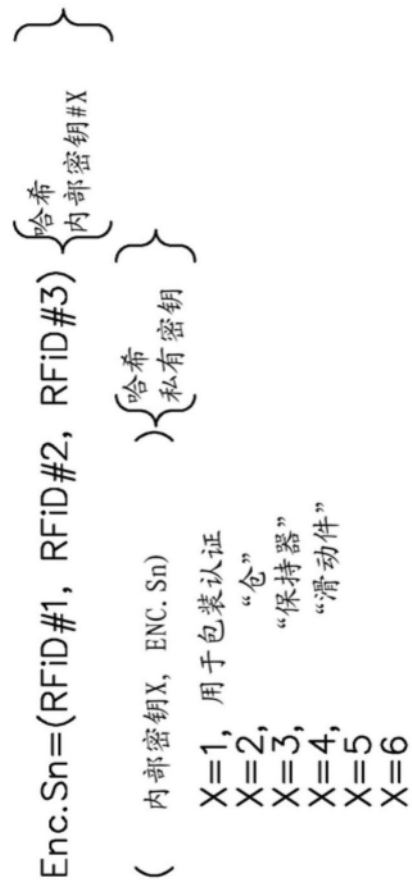 Enc.Sn=(RFiD#1, RFiD#2, RFiD#3){哈希 }
内部密钥#X
( 内部密钥X, ENC.Sn) ){哈希 }
私有密钥
X=1, 用于包装认证
X=2, “仓”
X=3, “保持器”
X=4, “滑动件”
X=5
X=6